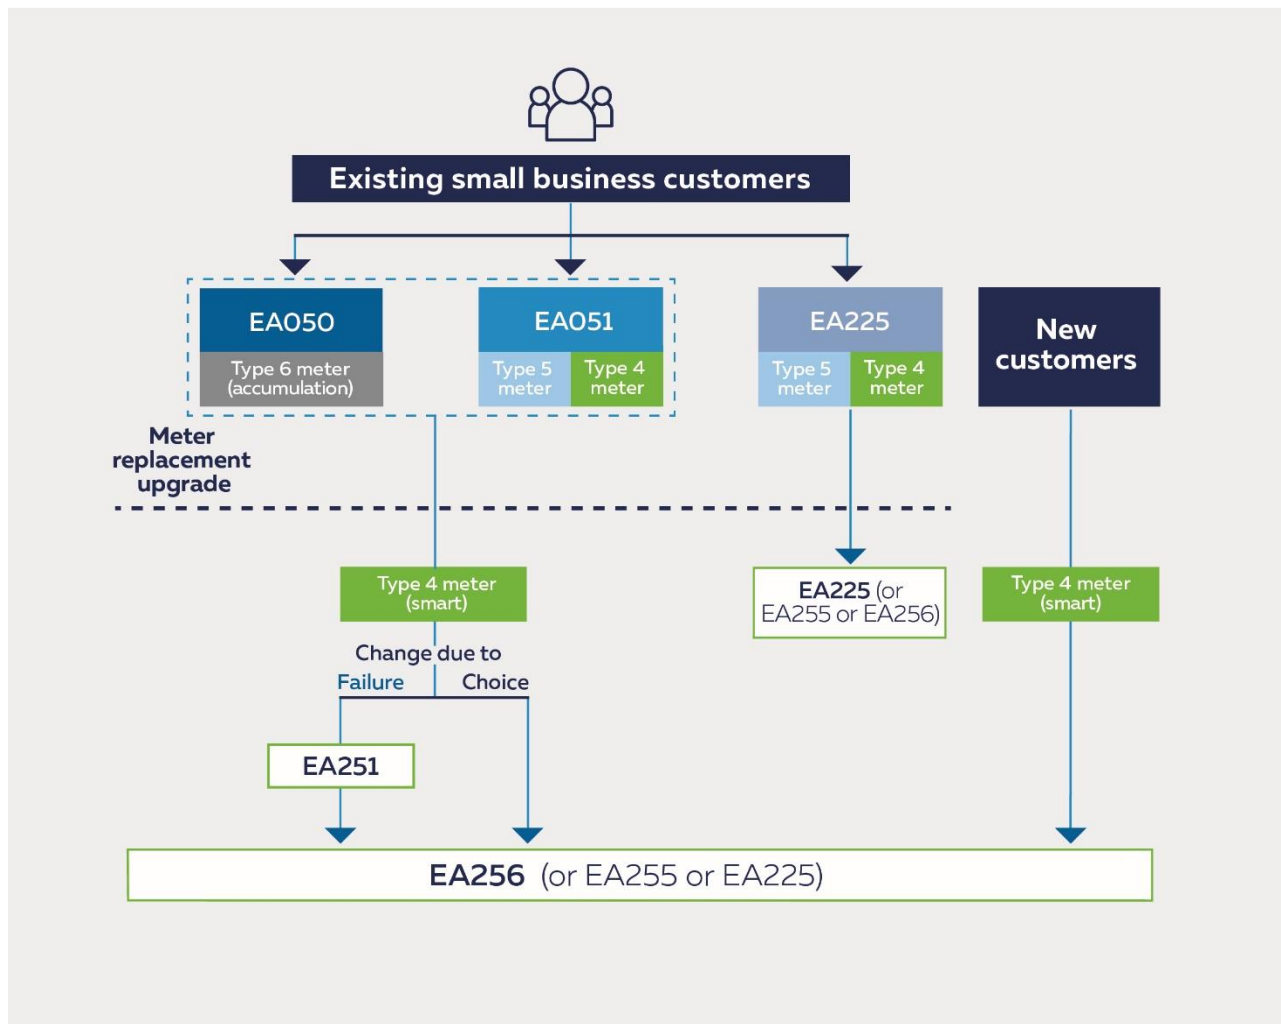 Existing small business customers
EA050
Type 6 meter
(accumulation)
EA051
Type 5
meter
Type 4
meter
EA225
Type 5
meter
Type 4
meter
New
customers
Meter
replacement
upgrade
Type 4 meter
(smart)
EA225 (or
EA255 or EA256)
Type 4 meter
(smart)
Change due to
Failure
Choice
EA251
EA256 (or EA255 or EA225)